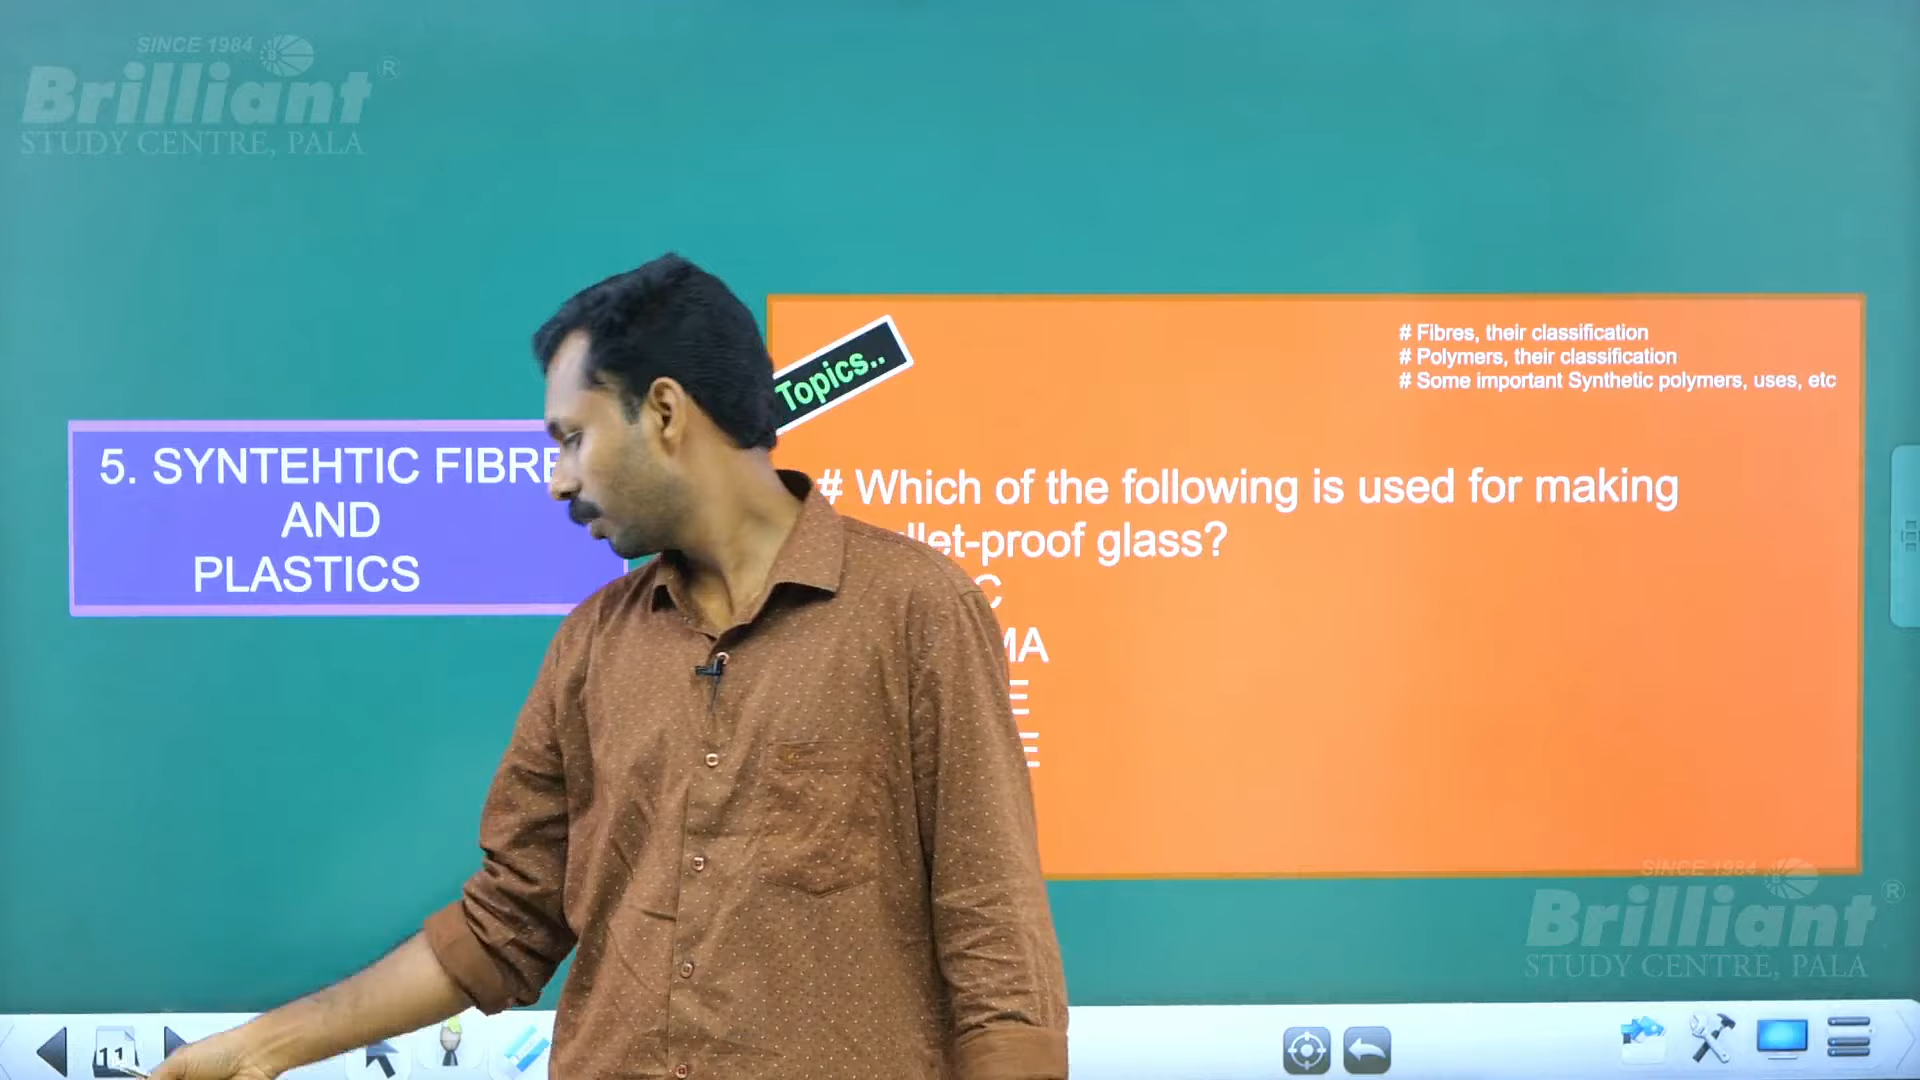 SINCE 1984
Brilliant ®
STUDY CENTRE, PALA
Topics..
# Fibres, their classification
# Polymers, their classification
# Some important Synthetic polymers, uses, etc
5. SYNTEHTIC FIBRE
AND
PLASTICS
# Which of the following is used for making
llet-proof glass?
C
MA
E
E
SINCE 1984
Brilliant ®
STUDY CENTRE, PALA
11